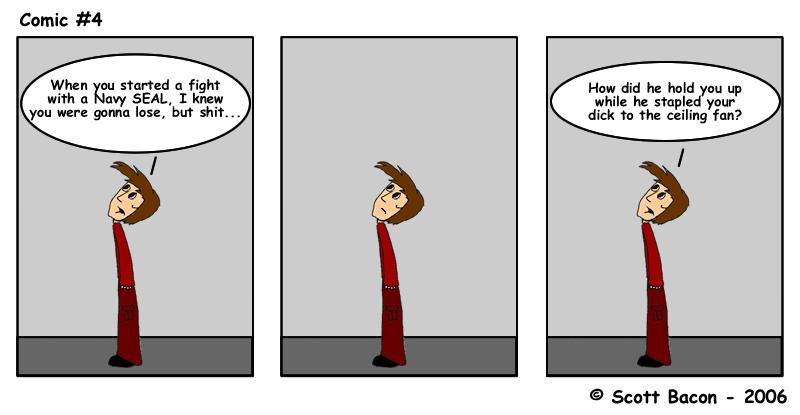 Comic #4
When you started a fight
with a Navy SEAL, I knew
you were gonna lose, but shit...
How did he hold you up
while he stapled your
dick to the ceiling fan?
© Scott Bacon - 2006